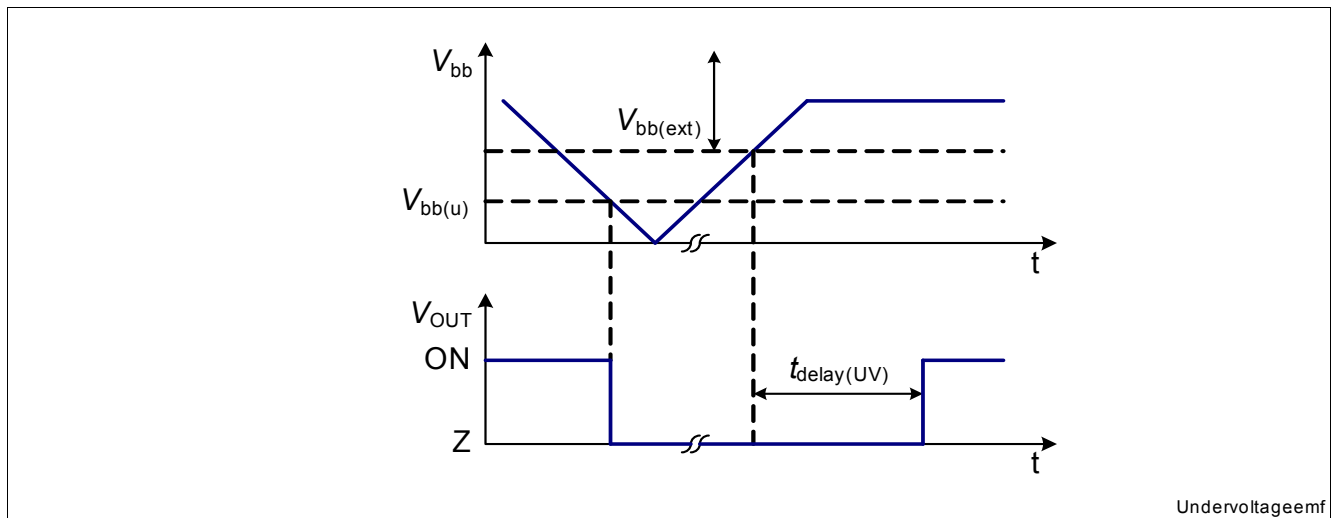 Vbb
Vbb(ext)
Vbb(u)
t
VOUT
ON
tdelay(UV)
Z
t
Undervoltageemf